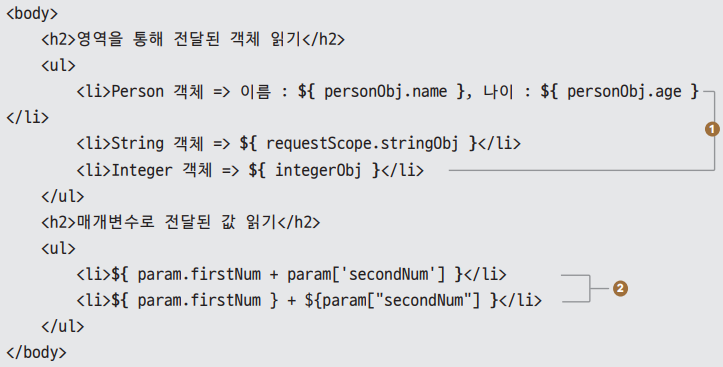 <body>
<h2>영역을 통해 전달된 객체 읽기</h2>
<ul>
<li>Person 객체 => 이름 : ${ personObj.name }, 나이 : ${ personObj.age }
</li>
1
<li>String 객체 => ${ requestScope.stringObj }</li>
<li>Integer 객체 => ${ integerObj }</li>
</ul>
<h2>매개변수로 전달된 값 읽기</h2>
<ul>
<li>${ param.firstNum + param['secondNum'] }</li>
2
<li>${ param.firstNum } + ${param["secondNum"] }</li>
</ul>
</body>